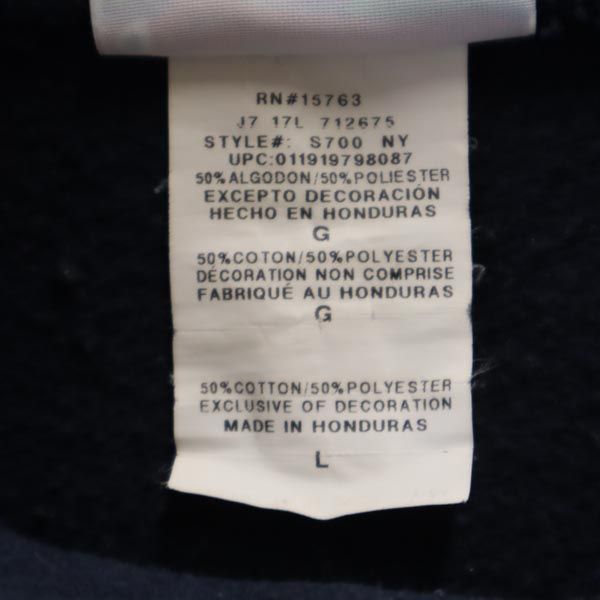 RN#15763
J7 17L 712675
STYLE#: S700 NY
UPC:011919798087
50%ALGODON/50%POLIESTER
EXCEPTO DECORACIÓN
HECHO EN HONDURAS
G
50%COTON/50%POLYESTER
DÉCORATION NON COMPRISE
FABRIQUÉ AU HONDURAS
G
50%COTTON/50%POLYESTER
EXCLUSIVE OF DECORATION
MADE IN HONDURAS
L